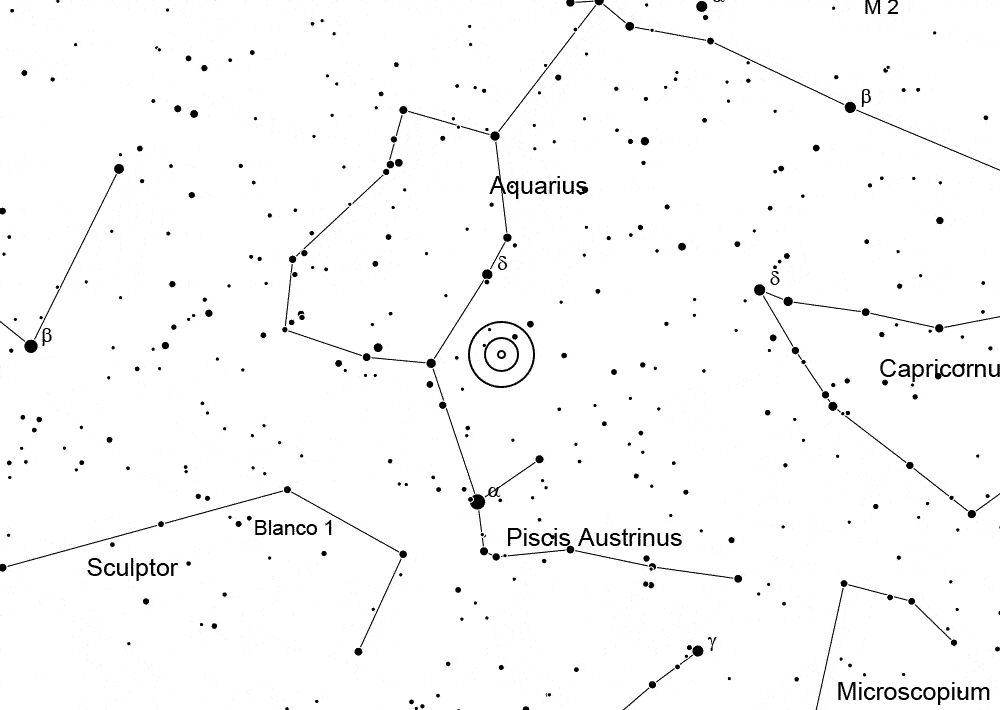 α
M 2
β
Aquarius
δ
δ
β
Capricornu
α
Blanco 1
Piscis Austrinus
Sculptor
γ
Microscopium